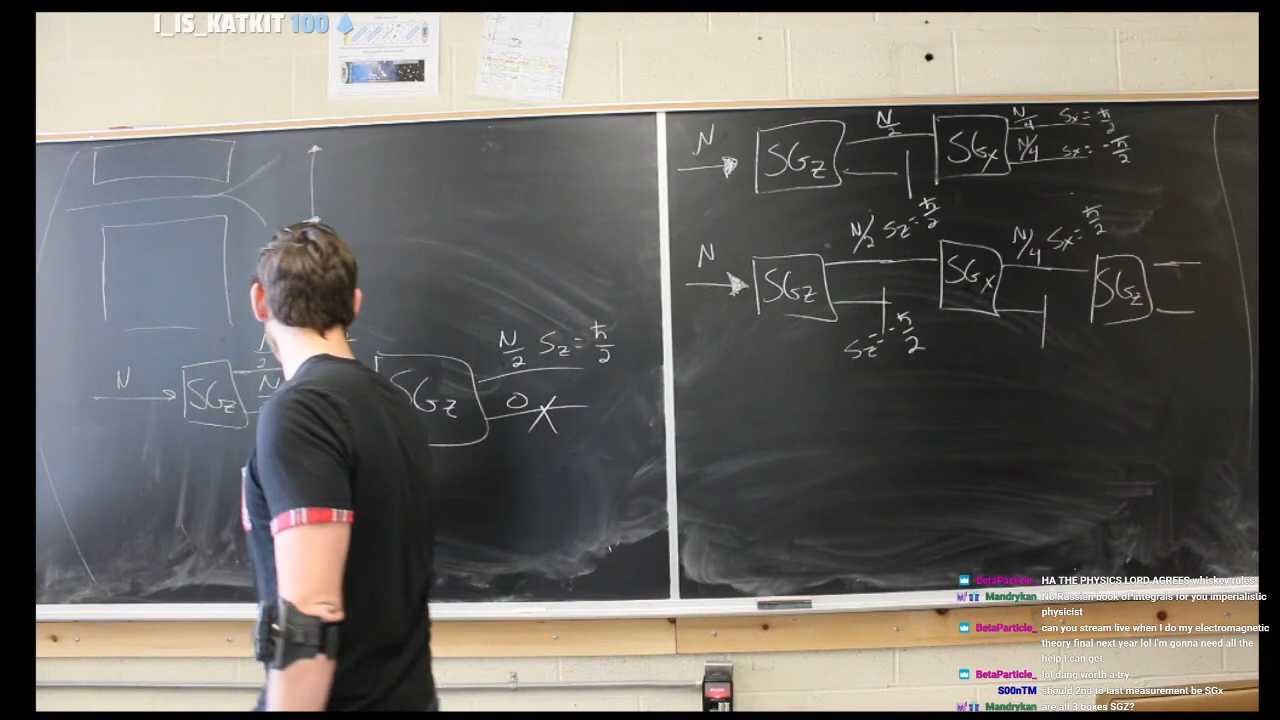 I_IS_KATKIT 100
N SGz N/2 SGx N/4 Sx = ħ/2
N/4 Sx = -ħ/2
N SGz N/2 Sz = ħ/2 SGx N/4 Sx = ħ/2 SGz
Sz = -ħ/2
N SGz N/2 SGz N/2 Sz = ħ/2
N 0
BetaParticle_ HA THE PHYSICS LORD AGREES whiskey rules
Mandrykan No Russian book of integrals for you imperialistic
physicist
BetaParticle_ can you stream live when I do my electromagnetic
theory final next year lol I'm gonna need all the
help I can get
BetaParticle_ lol dang worth a try
S00nTM should 2nd to last measurement be SGx
Mandrykan are all 3 boxes SGZ?